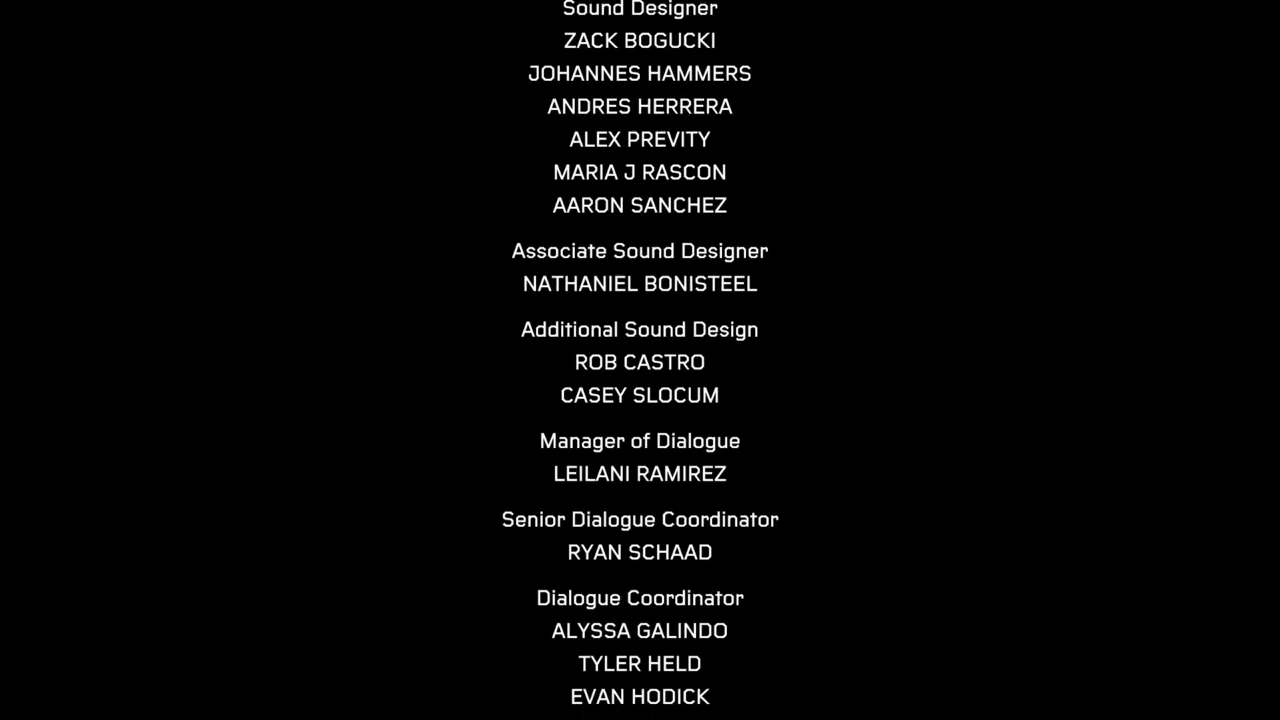 Sound Designer
ZACK BOGUCKI
JOHANNES HAMMERS
ANDRES HERRERA
ALEX PREVITY
MARIA J RASCON
AARON SANCHEZ
Associate Sound Designer
NATHANIEL BONISTEEL
Additional Sound Design
ROB CASTRO
CASEY SLOCUM
Manager of Dialogue
LEILANI RAMIREZ
Senior Dialogue Coordinator
RYAN SCHAAD
Dialogue Coordinator
ALYSSA GALINDO
TYLER HELD
EVAN HODICK